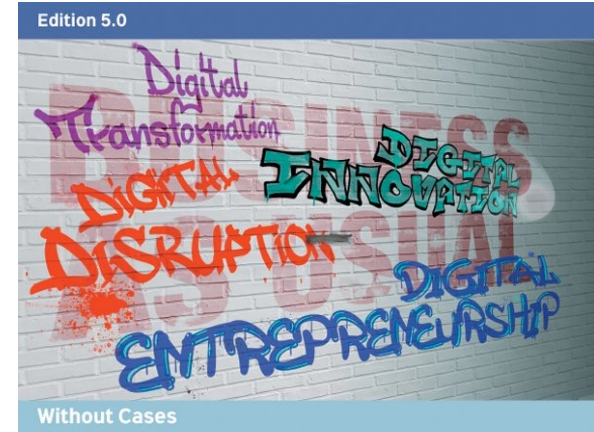 Edition 5.0
BUSINESS
AS USUAL
Digital
Transformation
DIGITAL
DISRUPTION
DIGITAL
INNOVATION
DIGITAL
ENTREPRENEURSHIP
Without Cases